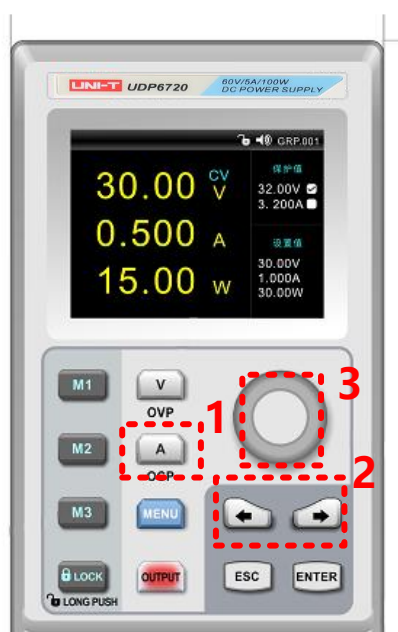 UNI-T UDP6720 60V/5A/100W
DC POWER SUPPLY
GRP.001
30.00 CV
V
保护值
32.00V
3. 200A
0.500 A
设置值
30.00V
1.000A
30.00W
15.00 W
M1
V
OVP
3
1
M2
A
OCP
2
M3
MENU
LOCK
LONG PUSH
OUTPUT
ESC
ENTER